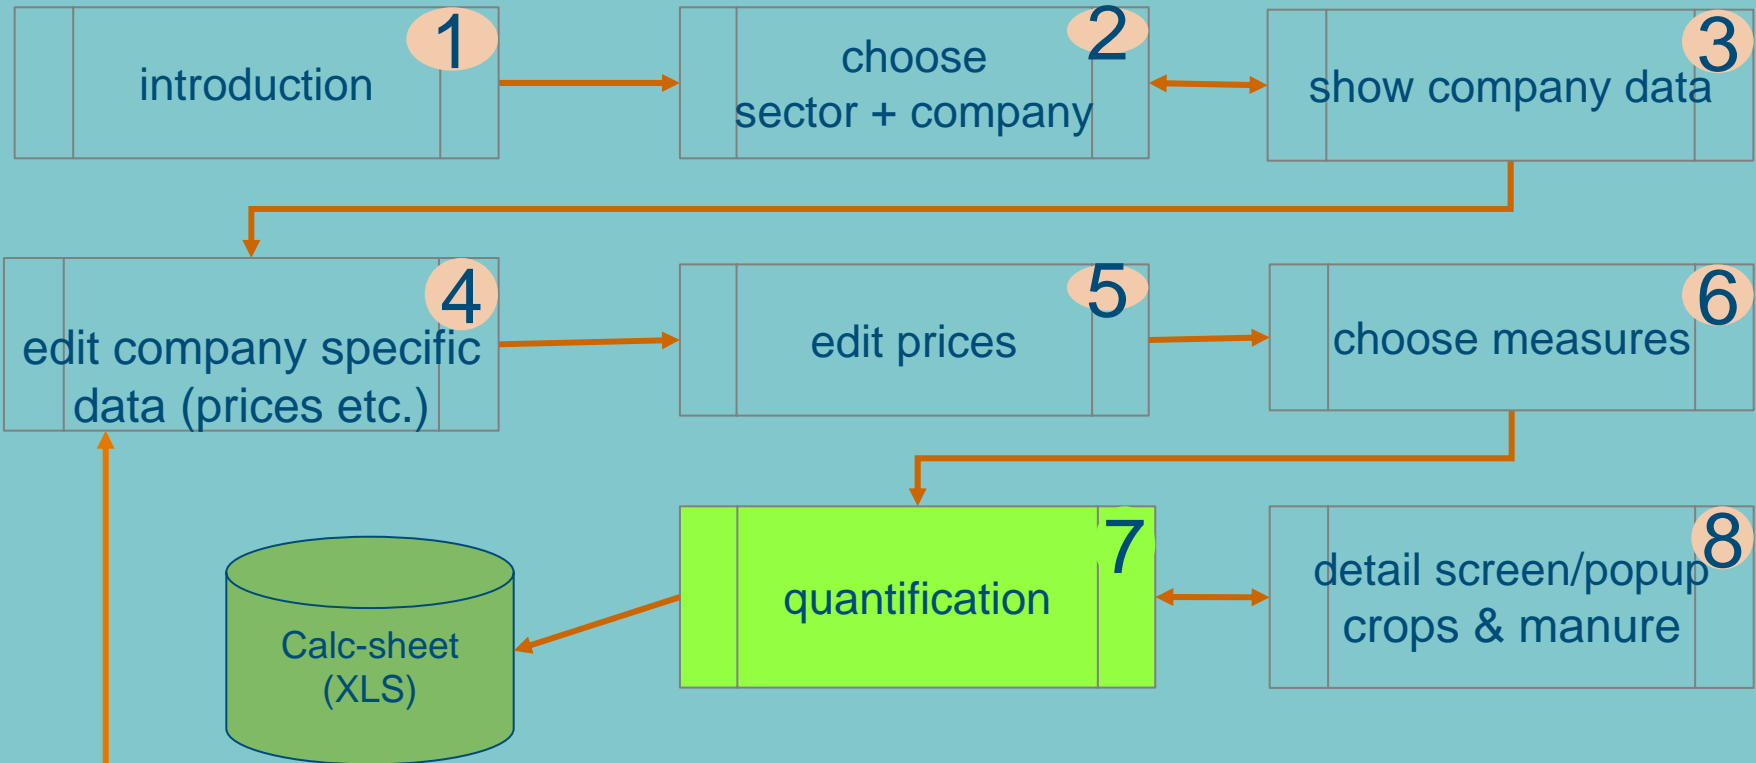 1
introduction
2
choose
sector + company
3
show company data
4
edit company specific
data (prices etc.)
5
edit prices
6
choose measures
7
quantification
8
detail screen/popup
crops & manure
Calc-sheet
(XLS)